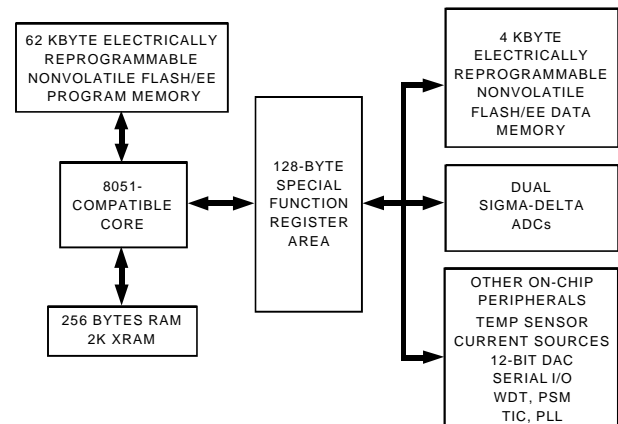 62 KBYTE ELECTRICALLY
REPROGRAMMABLE
NONVOLATILE FLASH/EE
PROGRAM MEMORY
8051-
COMPATIBLE
CORE
256 BYTES RAM
2K XRAM
128-BYTE
SPECIAL
FUNCTION
REGISTER
AREA
4 KBYTE
ELECTRICALLY
REPROGRAMMABLE
NONVOLATILE
FLASH/EE DATA
MEMORY
DUAL
SIGMA-DELTA
ADCs
OTHER ON-CHIP
PERIPHERALS
TEMP SENSOR
CURRENT SOURCES
12-BIT DAC
SERIAL I/O
WDT, PSM
TIC, PLL